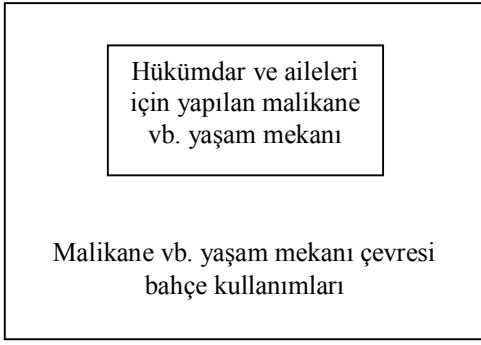 Hükümdar ve aileleri
için yapılan malikane
vb. yaşam mekanı
Malikane vb. yaşam mekanı çevresi
bahçe kullanımları